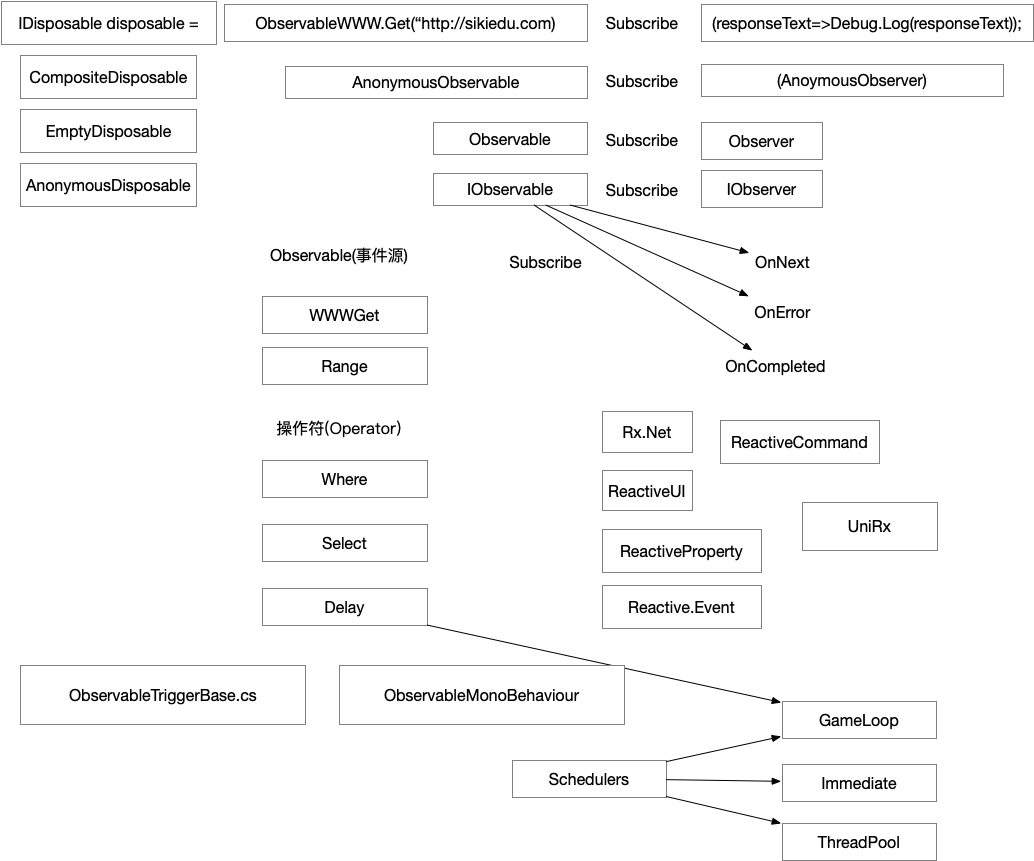 IDisposable disposable =
ObservableWWW.Get(“http://sikiedu.com)
Subscribe
(responseText=>Debug.Log(responseText));
CompositeDisposable
AnonymousObservable
Subscribe
(AnoymousObserver)
EmptyDisposable
Observable
Subscribe
Observer
AnonymousDisposable
IObservable
Subscribe
IObserver
Observable(事件源)
Subscribe
OnNext
WWWGet
OnError
Range
OnCompleted
操作符(Operator)
Rx.Net
ReactiveCommand
Where
ReactiveUI
UniRx
Select
ReactiveProperty
Delay
Reactive.Event
ObservableTriggerBase.cs
ObservableMonoBehaviour
GameLoop
Schedulers
Immediate
ThreadPool